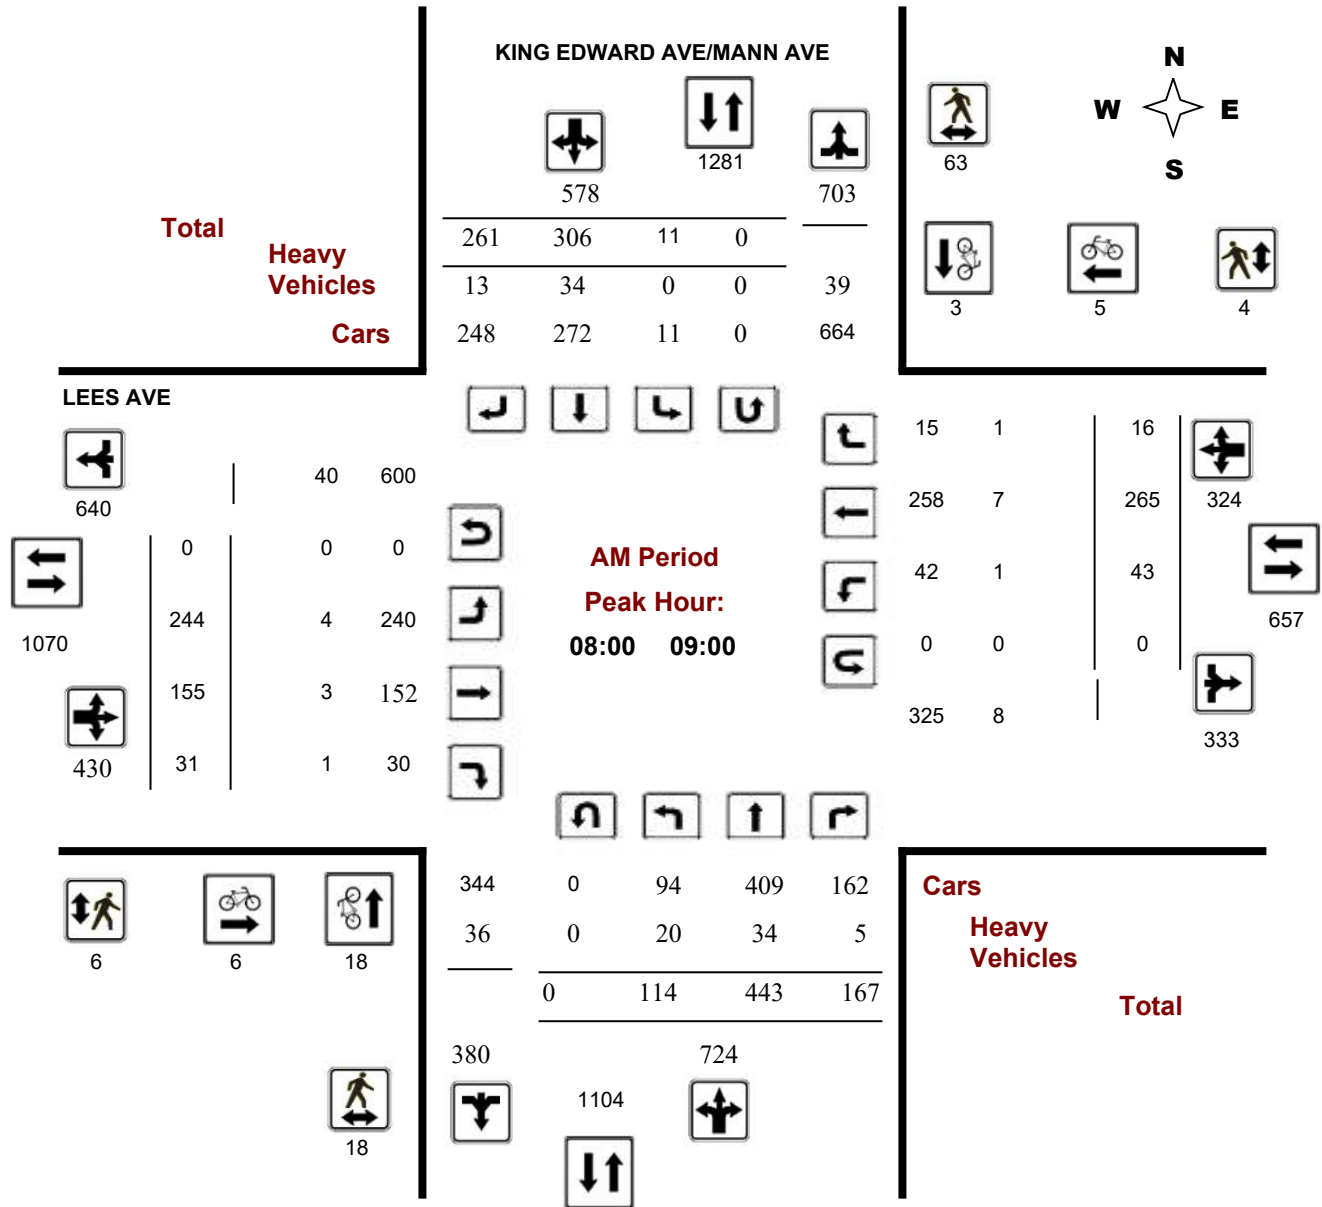 KING EDWARD AVE/MANN AVE
N
W E
S
1281
63
578 703
Total
261 306 11 0
Heavy
Vehicles
13 34 0 0 39
3 5 4
Cars
248 272 11 0 664
LEES AVE
15 1 16
40 600
640
258 7 265 324
0 0 0
AM Period
42 1 43
Peak Hour:
244 4 240
657
1070
08:00 09:00
0 0 0
155 3 152
325 8
333
430 31 1 30
344 0 94 409 162
Cars
36 0 20 34 5
Heavy
Vehicles
6 6 18
0 114 443 167
Total
380 724
1104
18